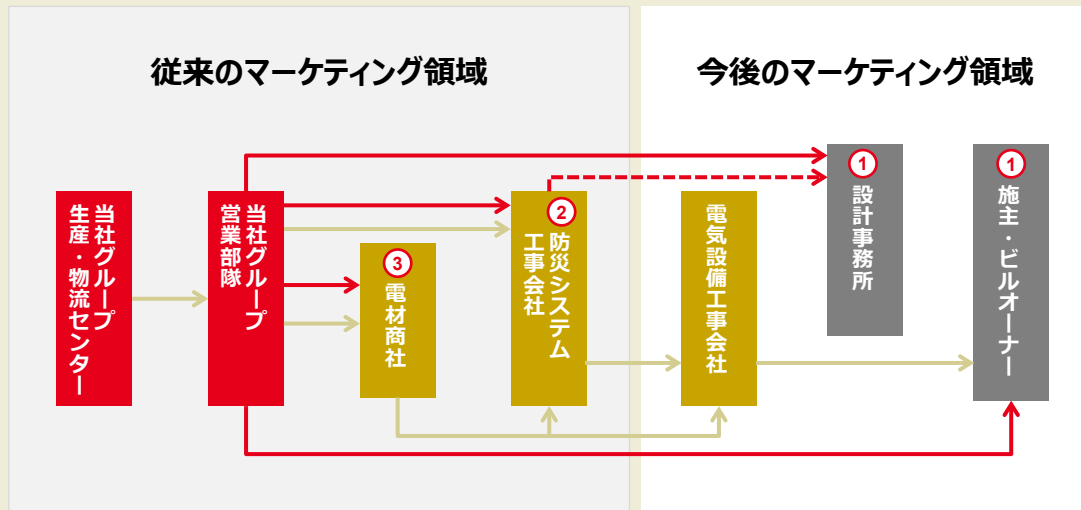 従来のマーケティング領域
今後のマーケティング領域
当社グループ
生産・物流センター
当社グループ
営業部隊
③
電材商社
②
防災システム
工事会社
電気設備工事会社
①
設計事務所
①
施主・ビルオーナー